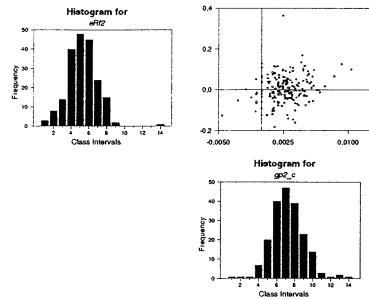 Histogram for
eRf2
50
40
30
20
10
0
Frequency
2 4 6 8 10 12 14
Class Intervals
0.4
0.2
0.0
-0.2
-0.0050 0.0025 0.0100
Histogram for
gp2_c
50
40
30
20
10
0
Frequency
2 4 6 8 10 12 14
Class Intervals